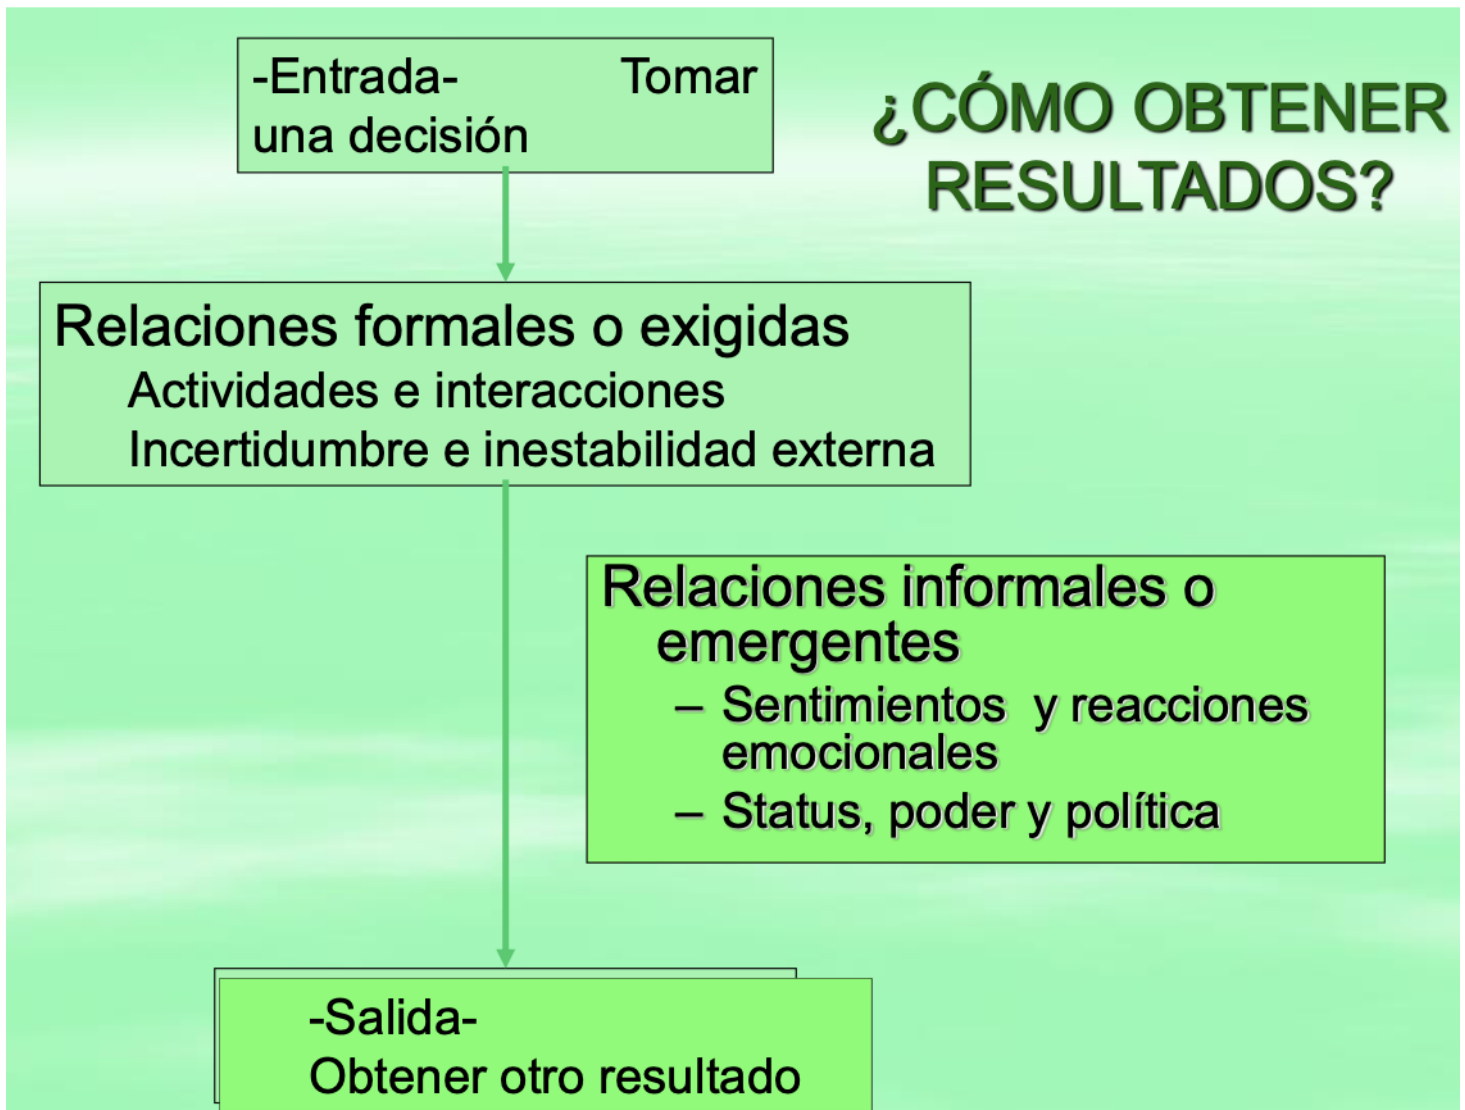 -Entrada- Tomar
una decisión
¿CÓMO OBTENER
RESULTADOS?
Relaciones formales o exigidas
Actividades e interacciones
Incertidumbre e inestabilidad externa
Relaciones informales o
emergentes
– Sentimientos y reacciones
emocionales
– Status, poder y política
-Salida-
Obtener otro resultado